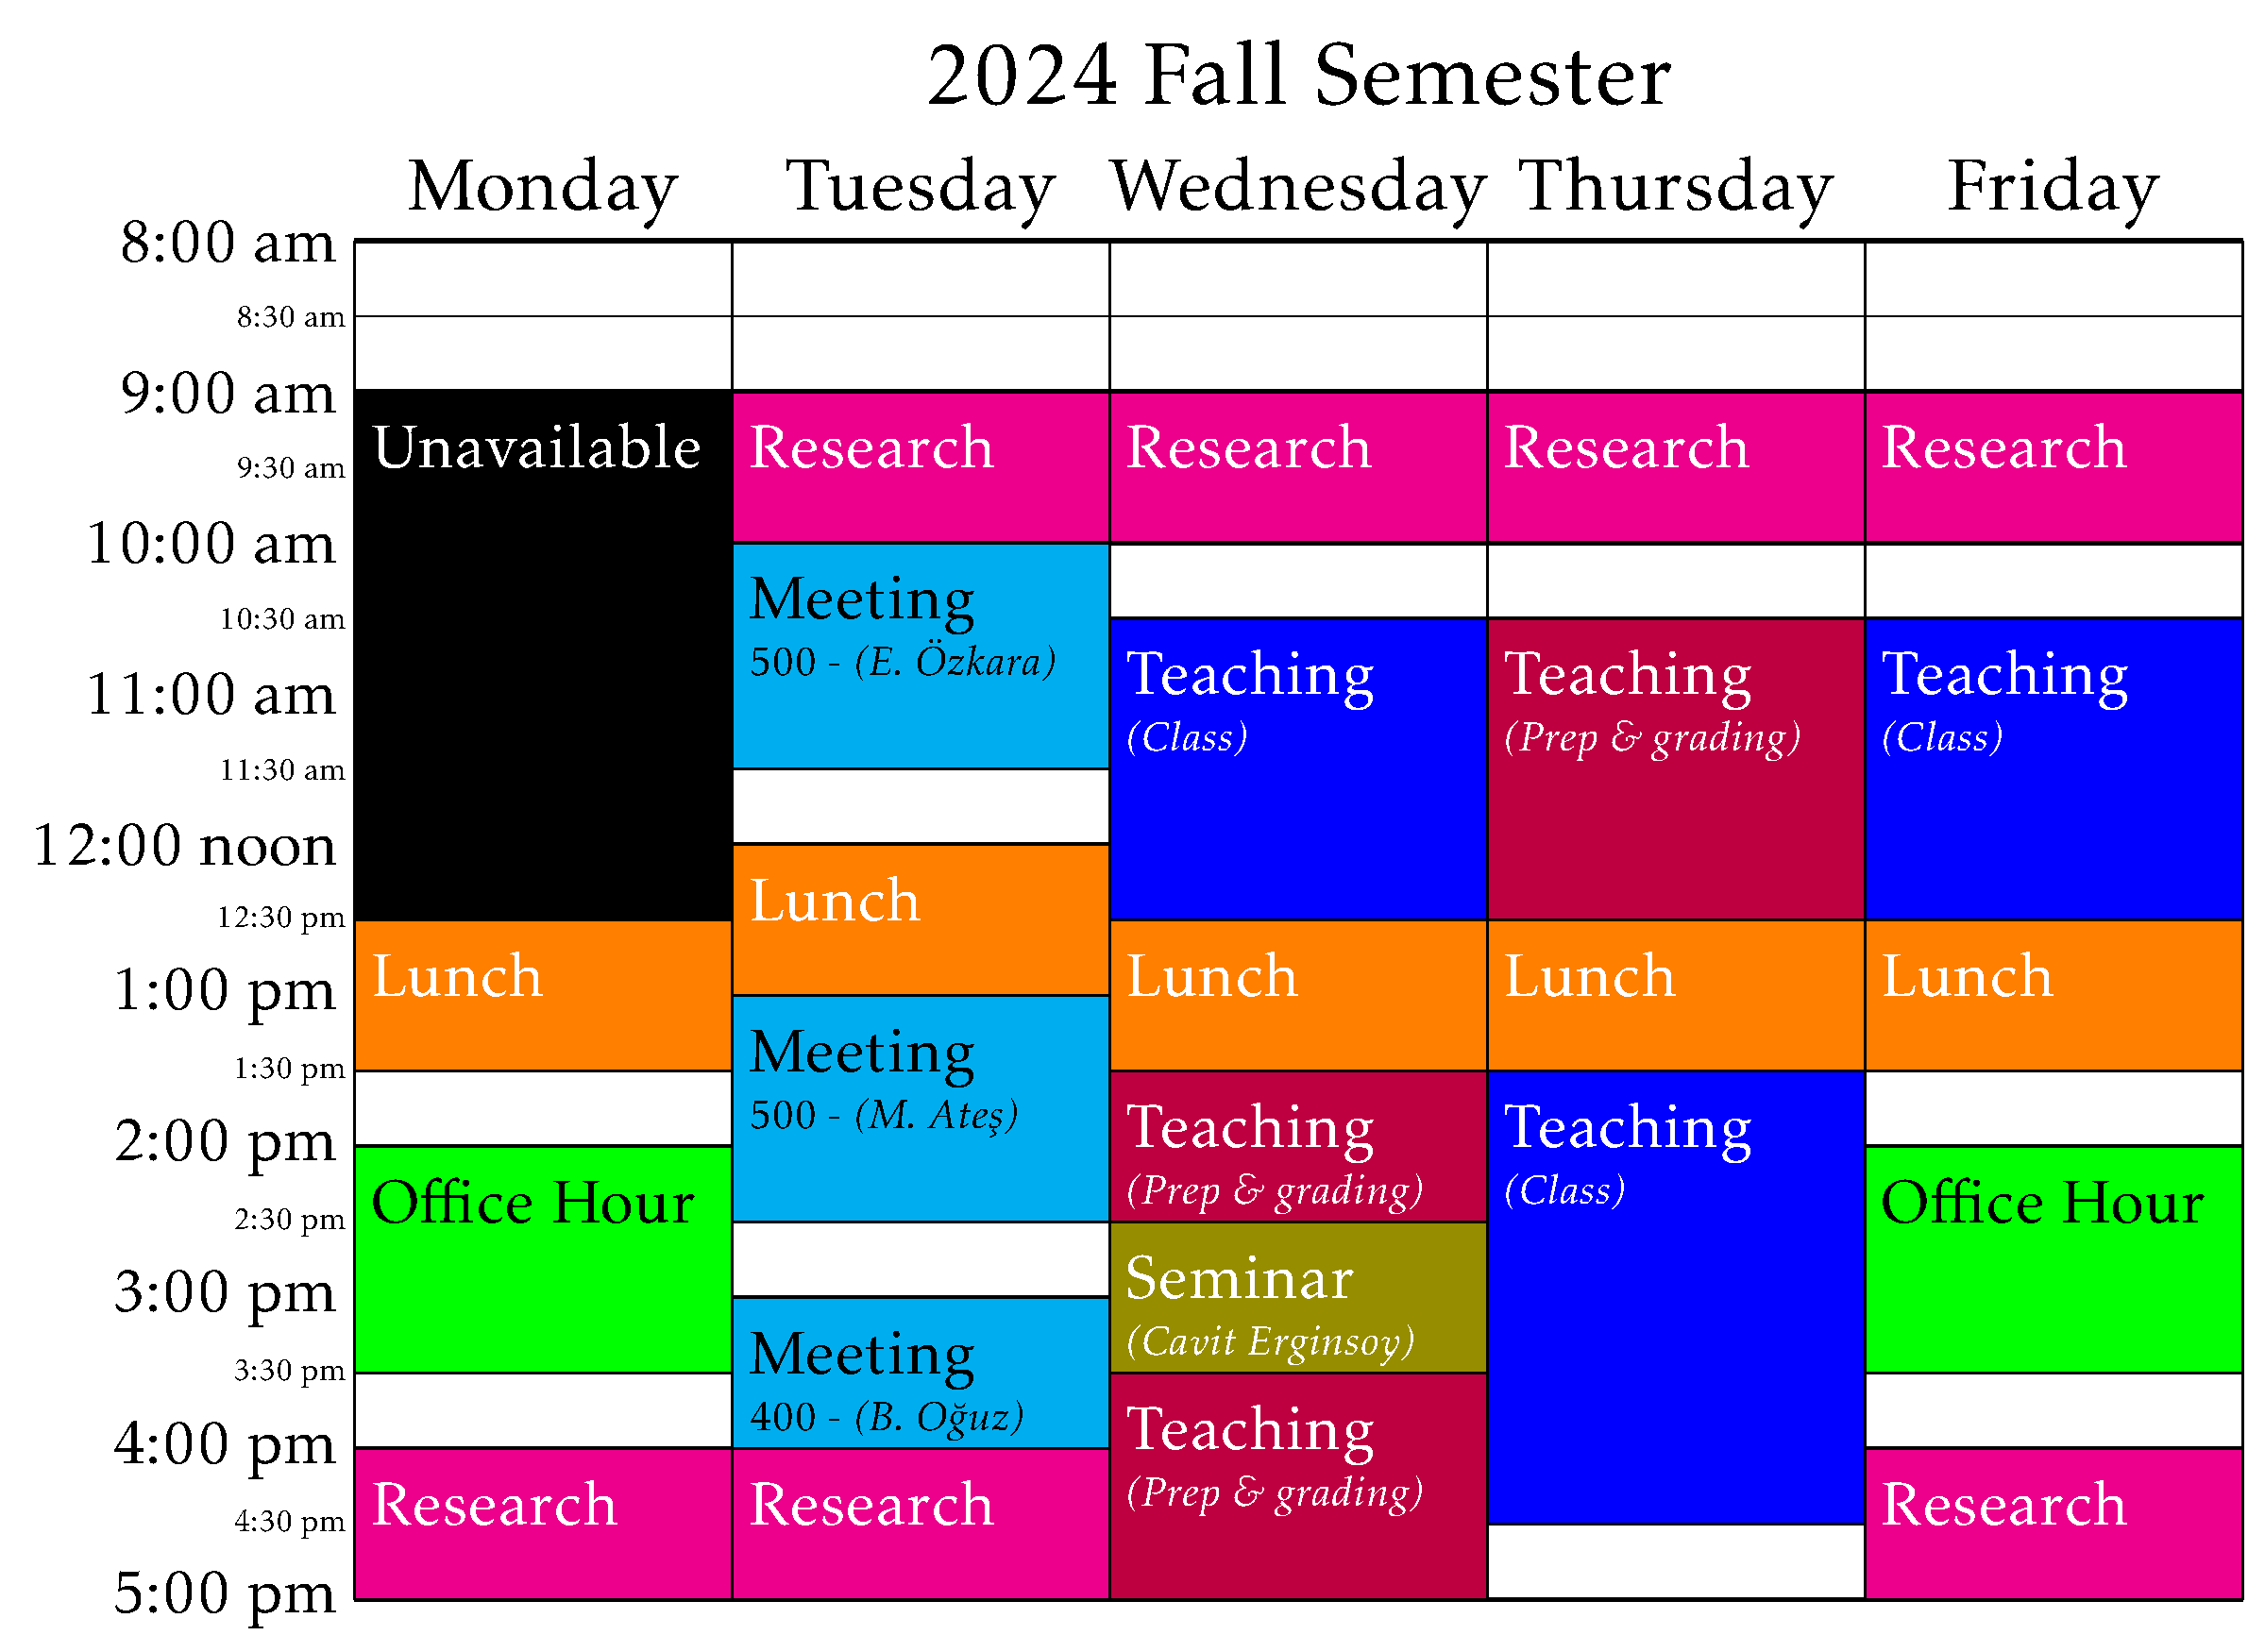 2024 Fall Semester
Monday Tuesday Wednesday Thursday Friday
8:00 am
8:30 am
9:00 am
Unavailable Research Research Research Research
9:30 am
10:00 am
Meeting
10:30 am
500 - (E. Özkara)
Teaching Teaching Teaching
11:00 am
(Class) (Prep & grading) (Class)
11:30 am
12:00 noon
Lunch
12:30 pm
Lunch Lunch Lunch Lunch
1:00 pm
Meeting
1:30 pm
500 - (M. Ateş)
Teaching Teaching
2:00 pm
(Prep & grading) (Class)
Office Hour Office Hour
2:30 pm
Seminar
3:00 pm
(Cavit Erginsoy)
Meeting
3:30 pm
400 - (B. Oğuz)
Teaching
4:00 pm
(Prep & grading)
Research Research Research
4:30 pm
5:00 pm